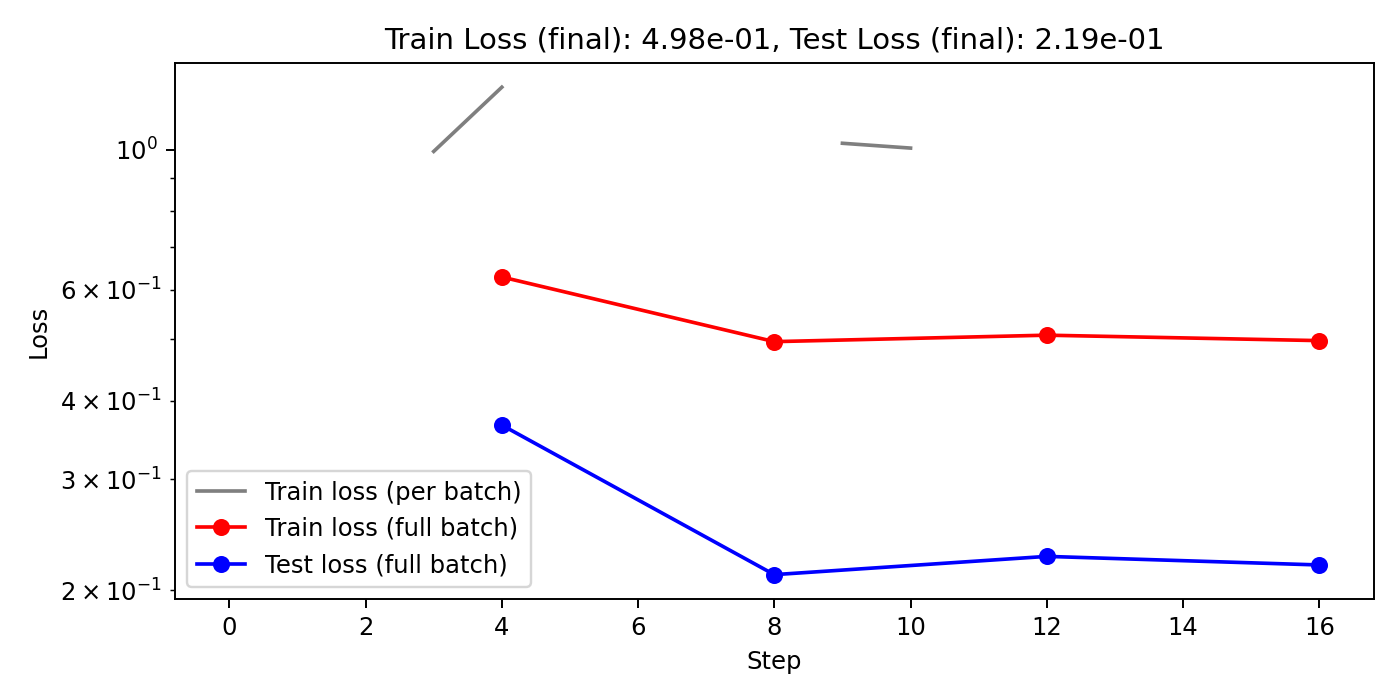 Train Loss (final): 4.98e-01, Test Loss (final): 2.19e-01
10⁰
6 × 10⁻¹
4 × 10⁻¹
3 × 10⁻¹
2 × 10⁻¹
Loss
Train loss (per batch)
Train loss (full batch)
Test loss (full batch)
0 2 4 6 8 10 12 14 16
Step